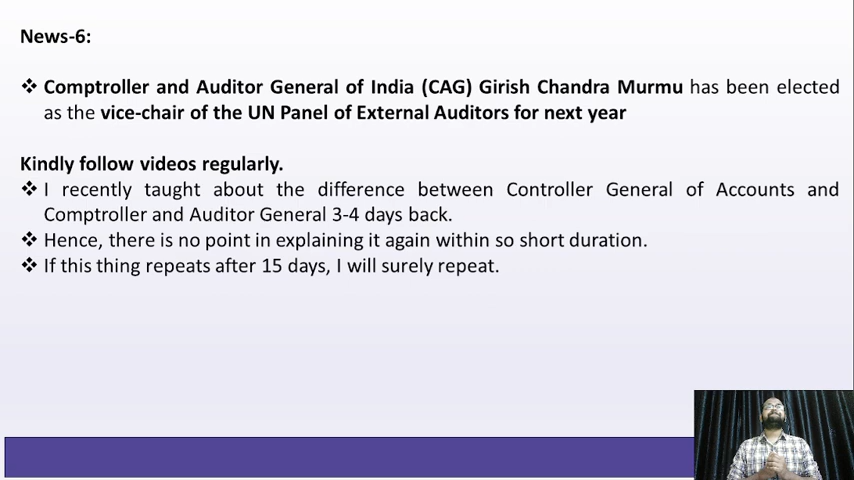 News-6:
❖ Comptroller and Auditor General of India (CAG) Girish Chandra Murmu has been elected
as the vice-chair of the UN Panel of External Auditors for next year
Kindly follow videos regularly.
❖ I recently taught about the difference between Controller General of Accounts and
Comptroller and Auditor General 3-4 days back.
❖ Hence, there is no point in explaining it again within so short duration.
❖ If this thing repeats after 15 days, I will surely repeat.